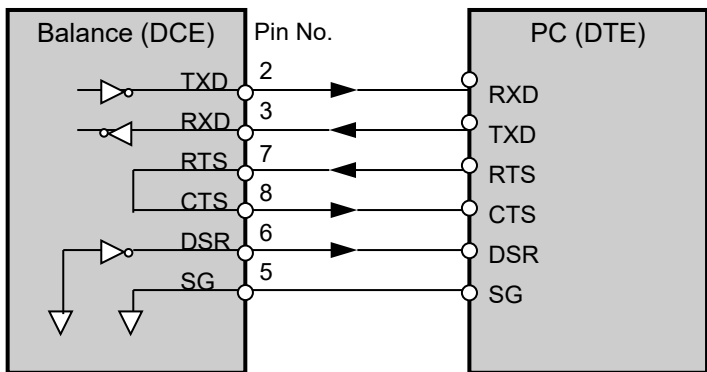 Balance (DCE) Pin No. PC (DTE)
TXD 2 RXD
RXD 3 TXD
RTS 7 RTS
CTS 8 CTS
DSR 6 DSR
SG 5 SG